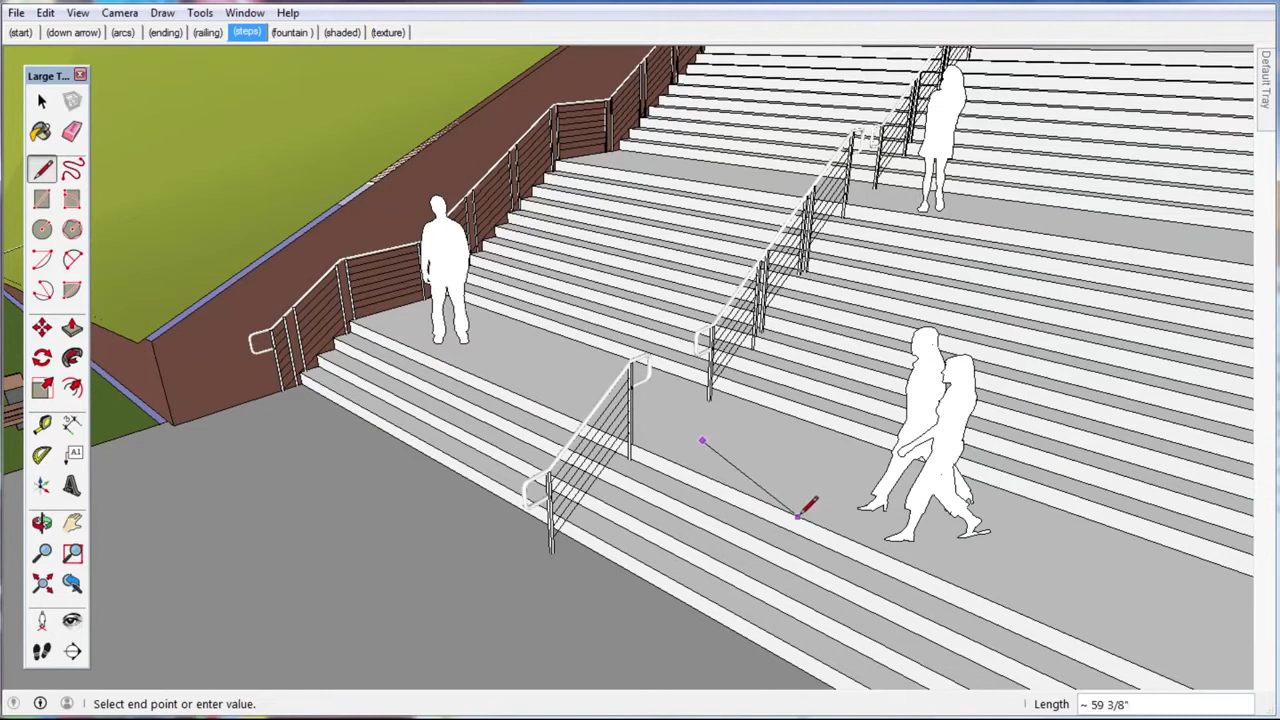 File Edit View Camera Draw Tools Window Help
(start) (down arrow) (arcs) (ending) (railing) (steps) (fountain ) (shaded) (texture)
Default Tray
Large T...
A1
Select end point or enter value.
Length ~ 59 3/8"